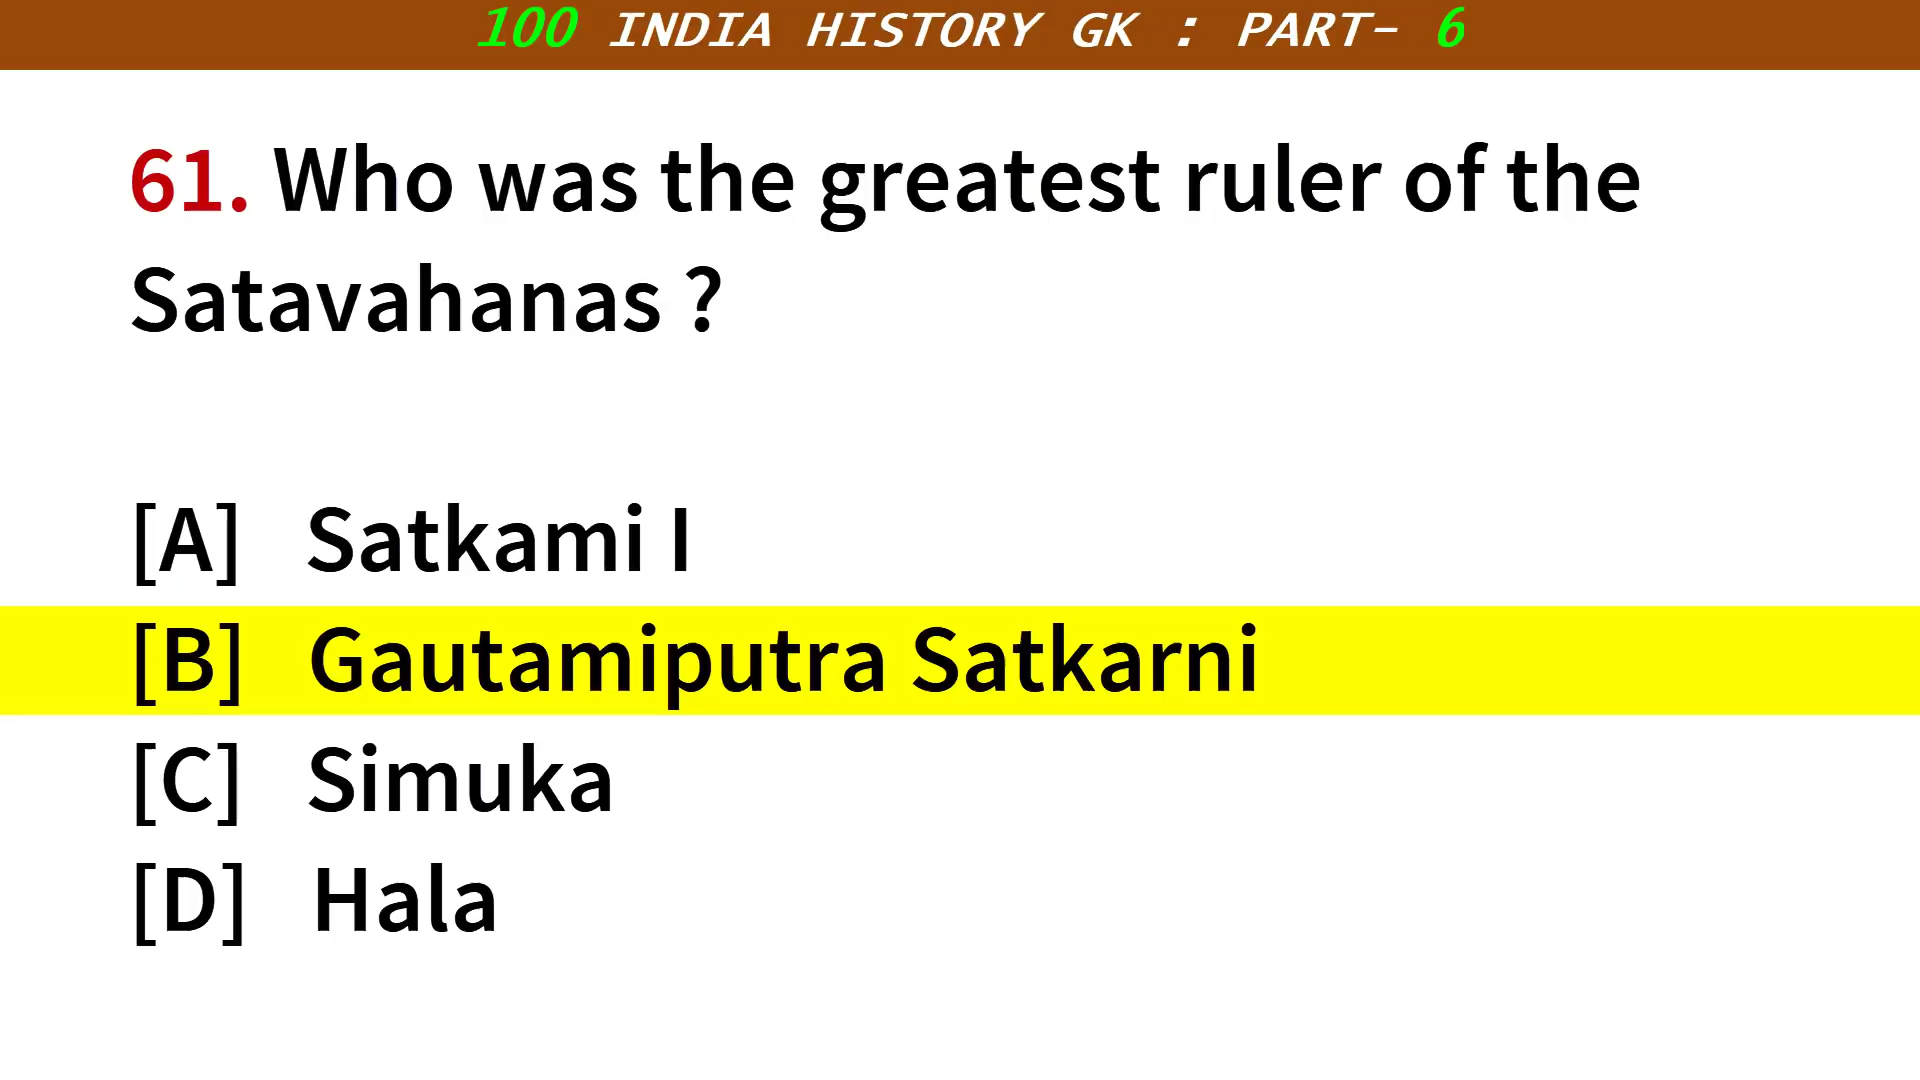 100 INDIA HISTORY GK : PART- 6
61. Who was the greatest ruler of the
Satavahanas ?
[A] Satkami I
[B] Gautamiputra Satkarni
[C] Simuka
[D] Hala